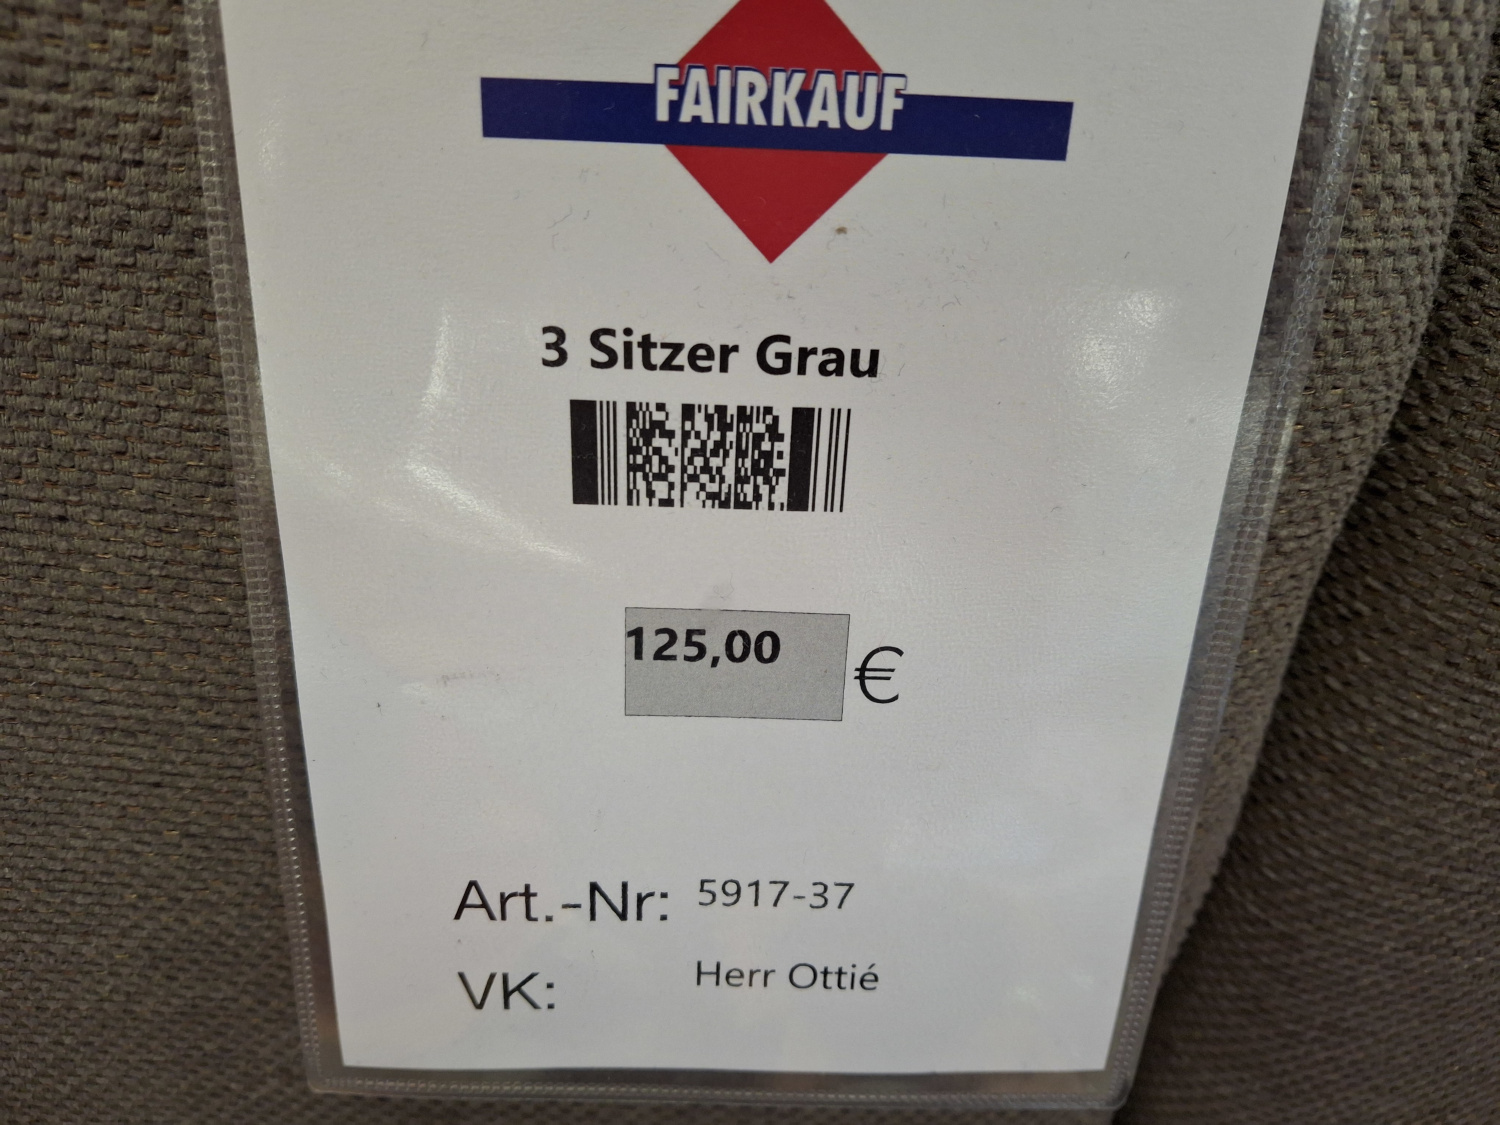 FAIRKAUF
3 Sitzer Grau
125,00 €
Art.-Nr: 5917-37
VK: Herr Ottié